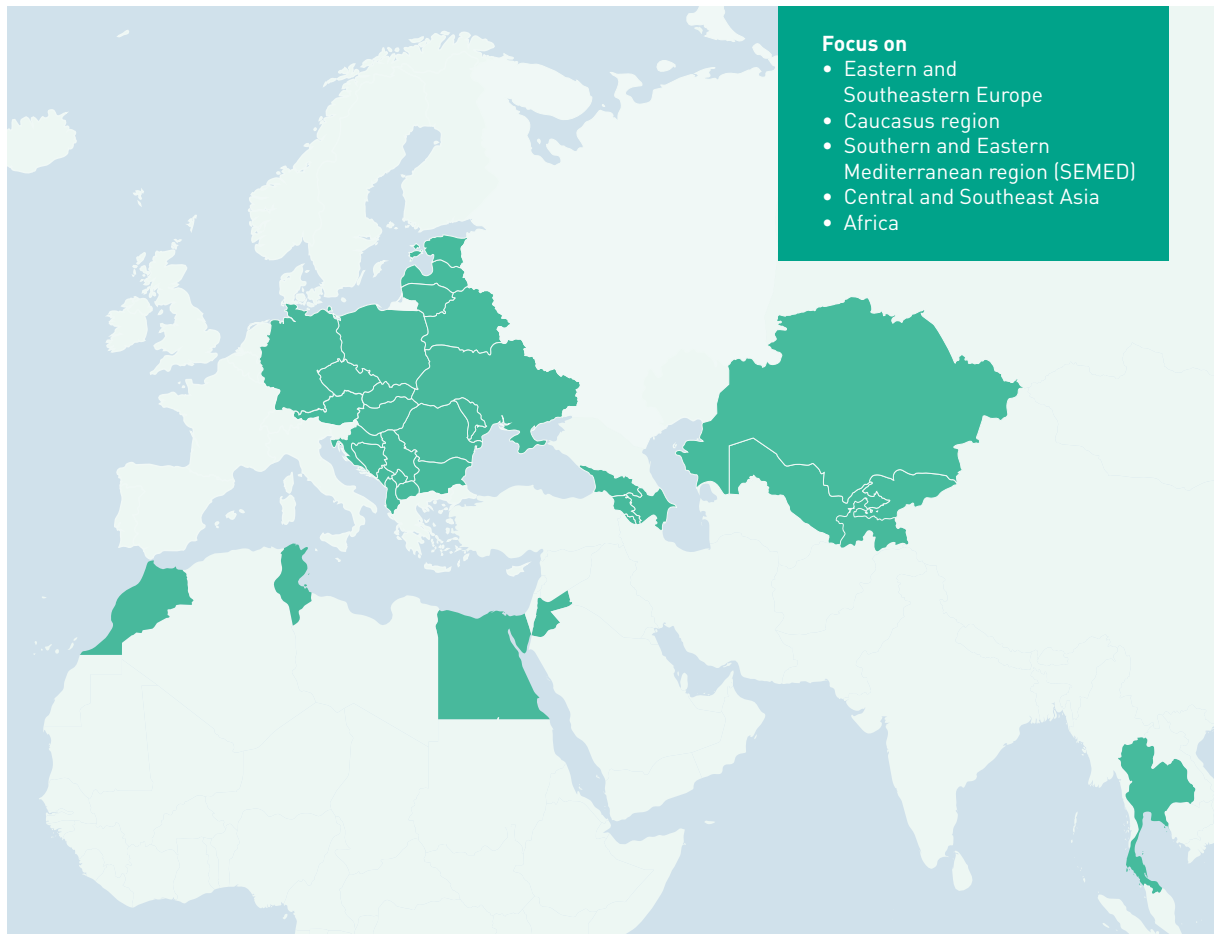 Focus on
• Eastern and
Southeastern Europe
• Caucasus region
• Southern and Eastern
Mediterranean region (SEMED)
• Central and Southeast Asia
• Africa